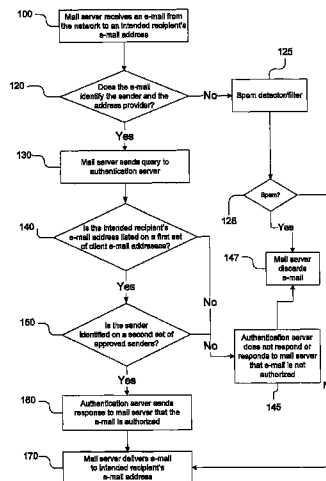 100
Mail server receives an e-mail from
the network to an intended recipient's
e-mail address
120
Does the e-mail
identify the sender and the
address provider?
No
125
Spam detector/filter
Yes
130
Mail server sends query to
authentication server
128
Spam?
Yes
140
Is the intended recipient's
e-mail address listed on a first set
of client e-mail addresses?
147
Mail server
discards
e-mail
Yes
No
150
Is the sender
identified on a second set of
approved senders?
No
Authentication server
does not respond or
responds to mail server
that e-mail is not
authorized
145
Yes
160
Authentication server sends
response to mail server that the
e-mail is authorized
170
Mail server delivers e-mail
to intended recipient's
e-mail address